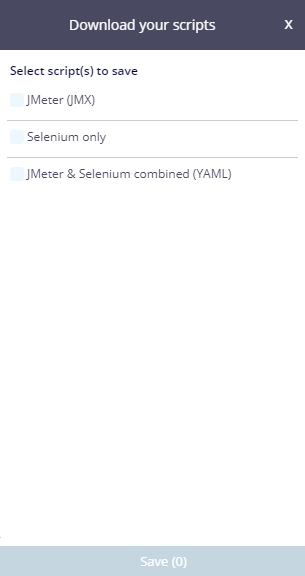 Download your scripts
X
Select script(s) to save
JMeter (JMX)
Selenium only
JMeter & Selenium combined (YAML)
Save (0)